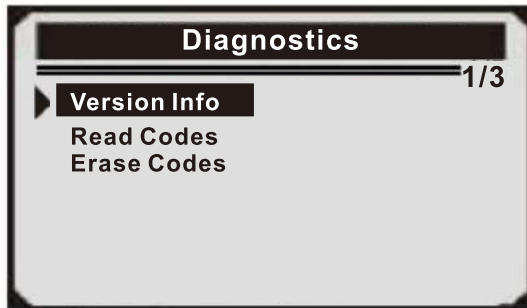 Diagnostics
1/3
Version Info
Read Codes
Erase Codes